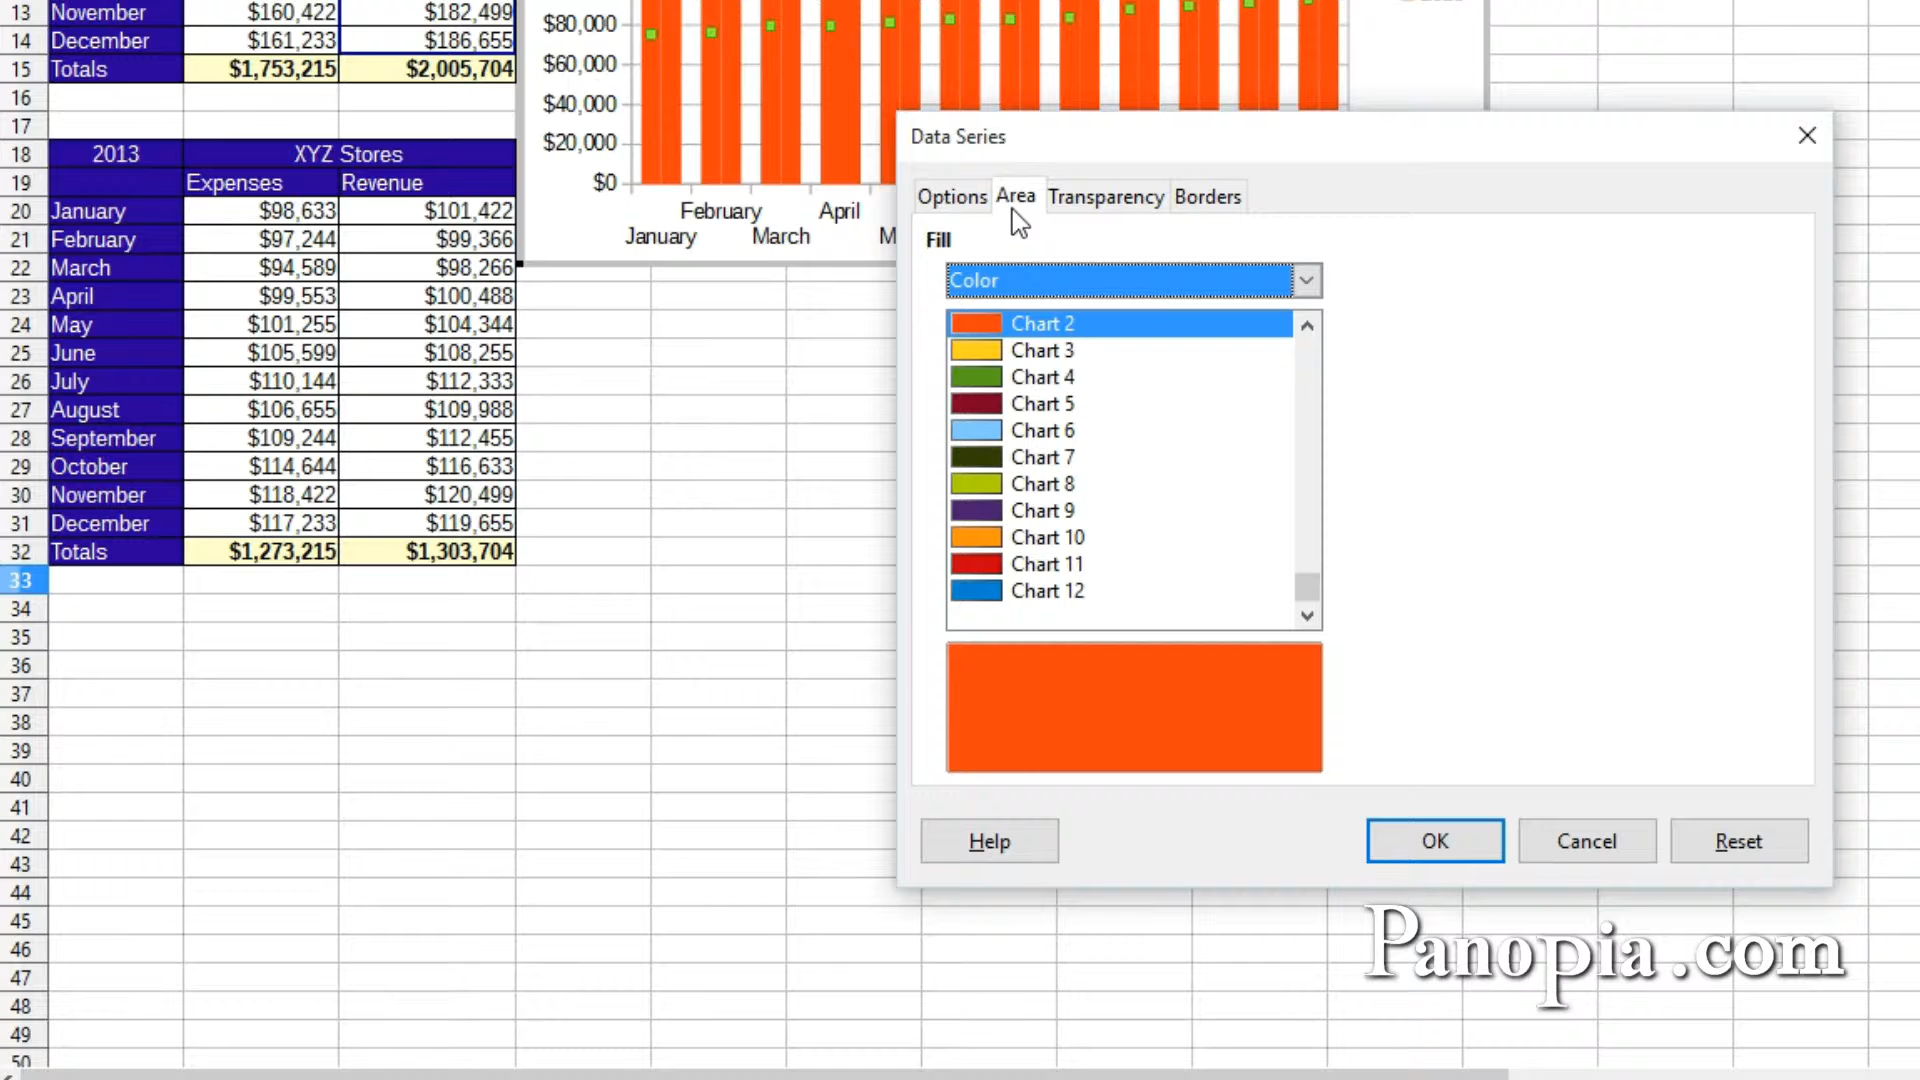 13 November $160,422 $182,499
14 December $161,233 $186,655
15 Totals $1,753,215 $2,005,704
16
17
18 2013 XYZ Stores
19 Expenses Revenue
20 January $98,633 $101,422
21 February $97,244 $99,366
22 March $94,589 $98,266
23 April $99,553 $100,488
24 May $101,255 $104,344
25 June $105,599 $108,255
26 July $110,144 $112,333
27 August $106,655 $109,988
28 September $109,244 $112,455
29 October $114,644 $116,633
30 November $118,422 $120,499
31 December $117,233 $119,655
32 Totals $1,273,215 $1,303,704
33
34
35
36
37
38
39
40
41
42
43
44
45
46
47
48
49
50
$80,000
$60,000
$40,000
$20,000
$0
February April
January March M
Data Series
Options Area Transparency Borders
Fill
Color
Chart 2
Chart 3
Chart 4
Chart 5
Chart 6
Chart 7
Chart 8
Chart 9
Chart 10
Chart 11
Chart 12
Help OK Cancel Reset
Panopia.com